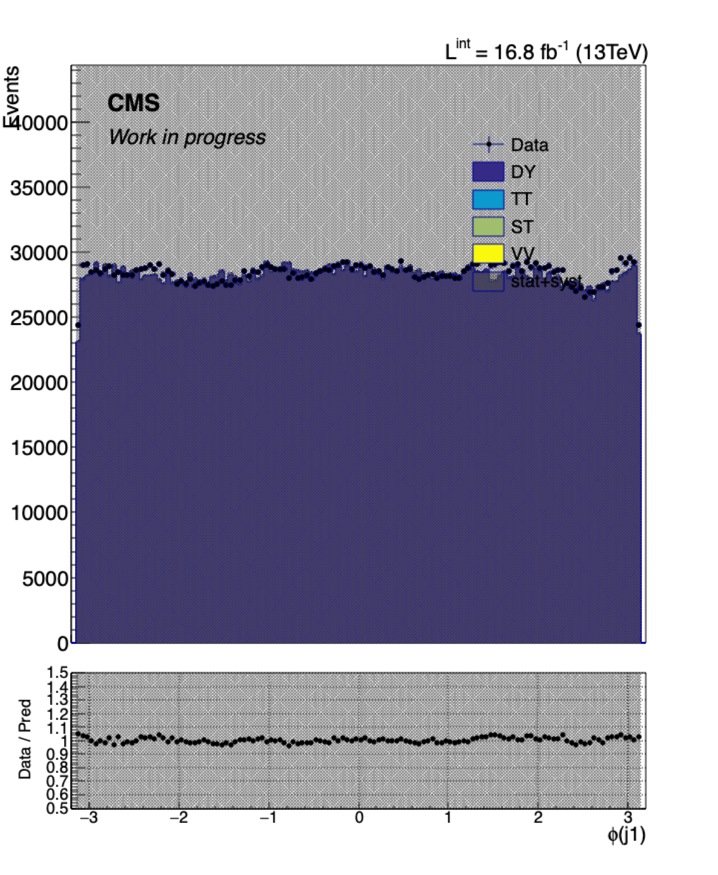 L^int = 16.8 fb^-1 (13TeV)
Events
CMS
Work in progress
Data
DY
TT
ST
VV
stat+syst
40000
35000
30000
25000
20000
15000
10000
5000
0
Data / Pred
1.5
1.4
1.3
1.2
1.1
1
0.9
0.8
0.7
0.6
0.5
−3 −2 −1 0 1 2 3
ϕ(j1)